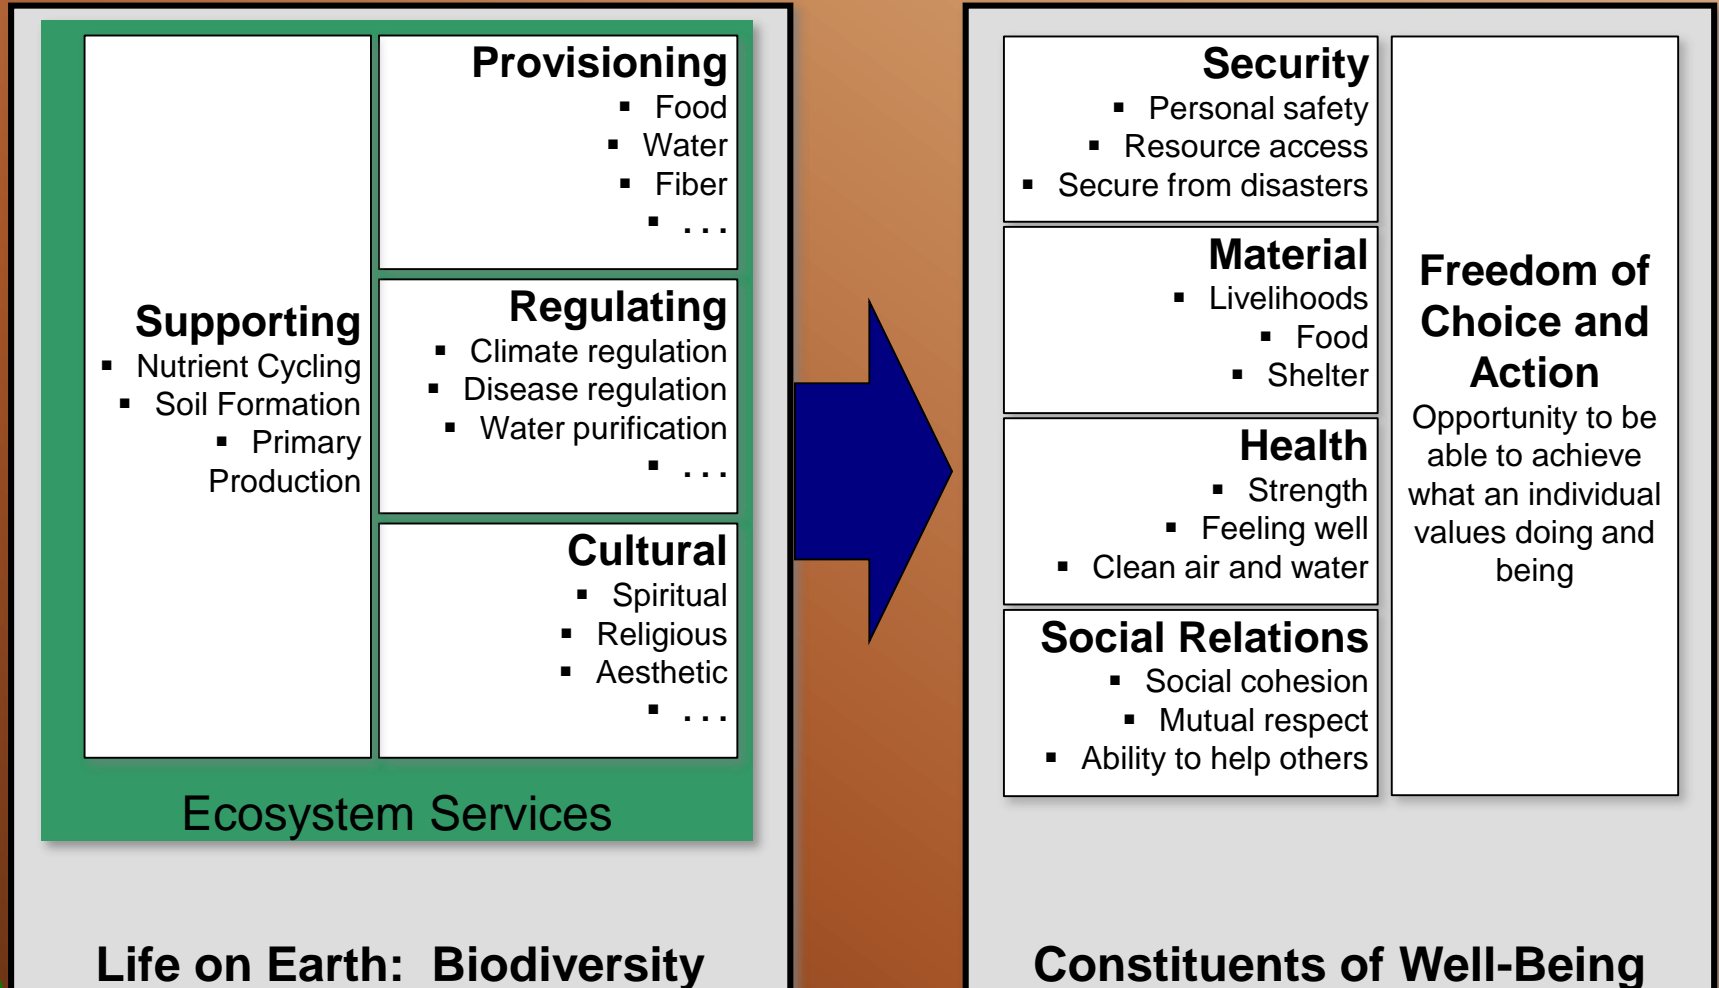 Supporting
▪ Nutrient Cycling
▪ Soil Formation
▪ Primary
Production
Provisioning
▪ Food
▪ Water
▪ Fiber
▪ . . .
Regulating
▪ Climate regulation
▪ Disease regulation
▪ Water purification
▪ . . .
Cultural
▪ Spiritual
▪ Religious
▪ Aesthetic
▪ . . .
Ecosystem Services
Life on Earth: Biodiversity
Security
▪ Personal safety
▪ Resource access
▪ Secure from disasters
Material
▪ Livelihoods
▪ Food
▪ Shelter
Health
▪ Strength
▪ Feeling well
▪ Clean air and water
Social Relations
▪ Social cohesion
▪ Mutual respect
▪ Ability to help others
Freedom of
Choice and
Action
Opportunity to be
able to achieve
what an individual
values doing and
being
Constituents of Well-Being